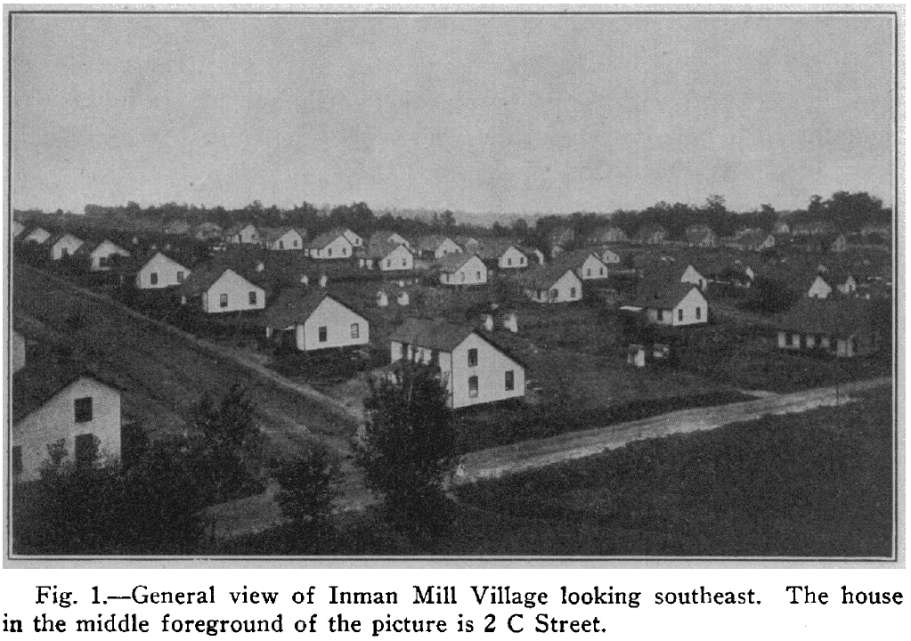 Fig. 1.—General view of Inman Mill Village looking southeast. The house
in the middle foreground of the picture is 2 C Street.